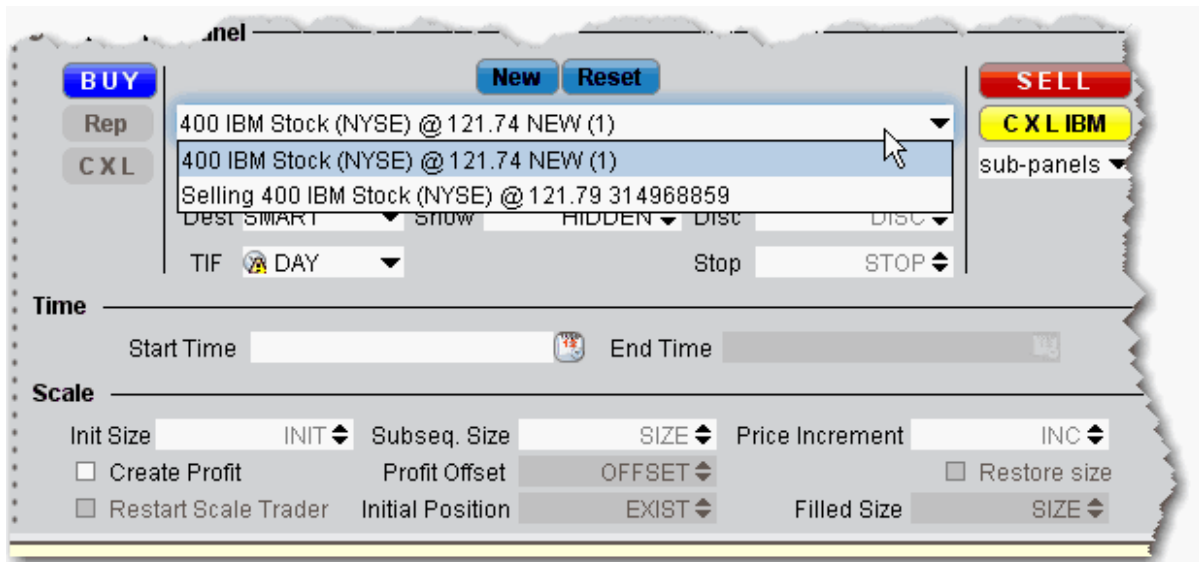 anel
BUY New Reset SELL
Rep 400 IBM Stock (NYSE) @ 121.74 NEW (1) CXL IBM
CXL 400 IBM Stock (NYSE) @ 121.74 NEW (1) sub-panels
Selling 400 IBM Stock (NYSE) @ 121.79 314968859
Dest SMART Show HIDDEN Disc DISC
TIF DAY Stop STOP
Time
Start Time End Time
Scale
Init Size INIT Subseq. Size SIZE Price Increment INC
Create Profit Profit Offset OFFSET Restore size
Restart Scale Trader Initial Position EXIST Filled Size SIZE